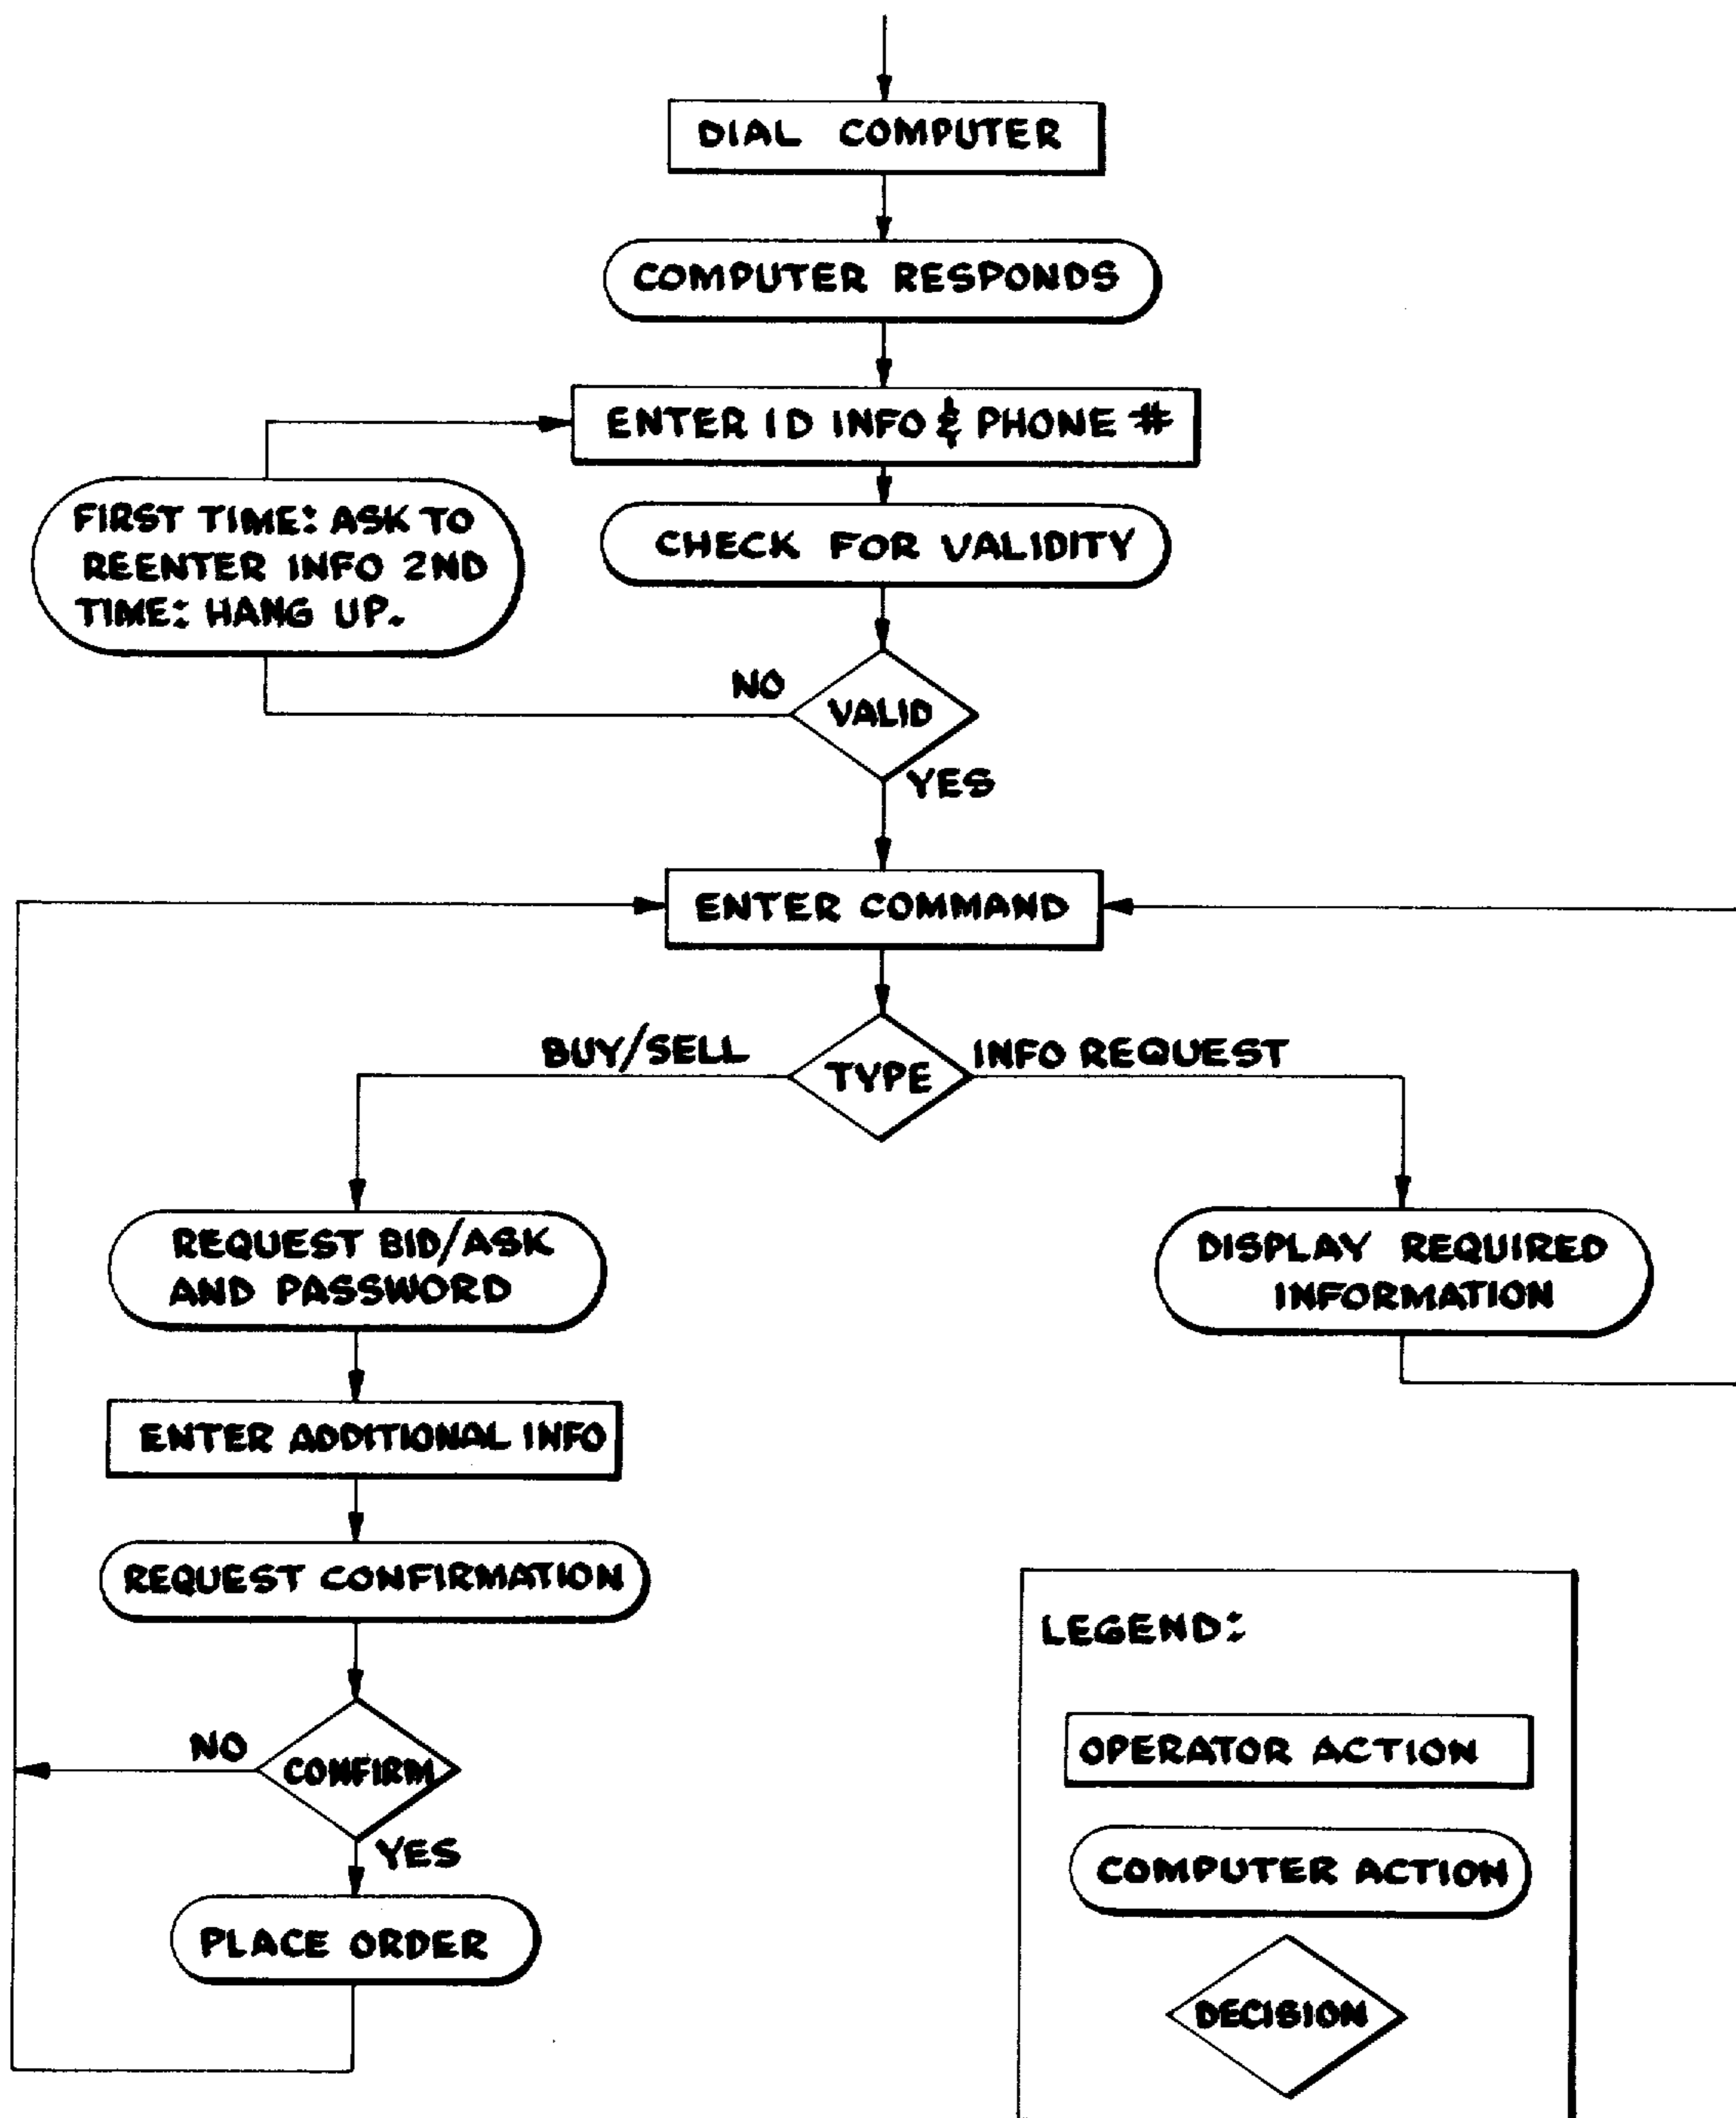 DIAL COMPUTER
COMPUTER RESPONDS
ENTER ID INFO & PHONE #
FIRST TIME: ASK TO
REENTER INFO 2ND
TIME: HANG UP.
CHECK FOR VALIDITY
NO
VALID
YES
ENTER COMMAND
BUY/SELL
TYPE
INFO REQUEST
REQUEST BID/ASK
AND PASSWORD
DISPLAY REQUIRED
INFORMATION
ENTER ADDITIONAL INFO
REQUEST CONFIRMATION
NO
CONFIRM
YES
PLACE ORDER
LEGEND:
OPERATOR ACTION
COMPUTER ACTION
DECISION